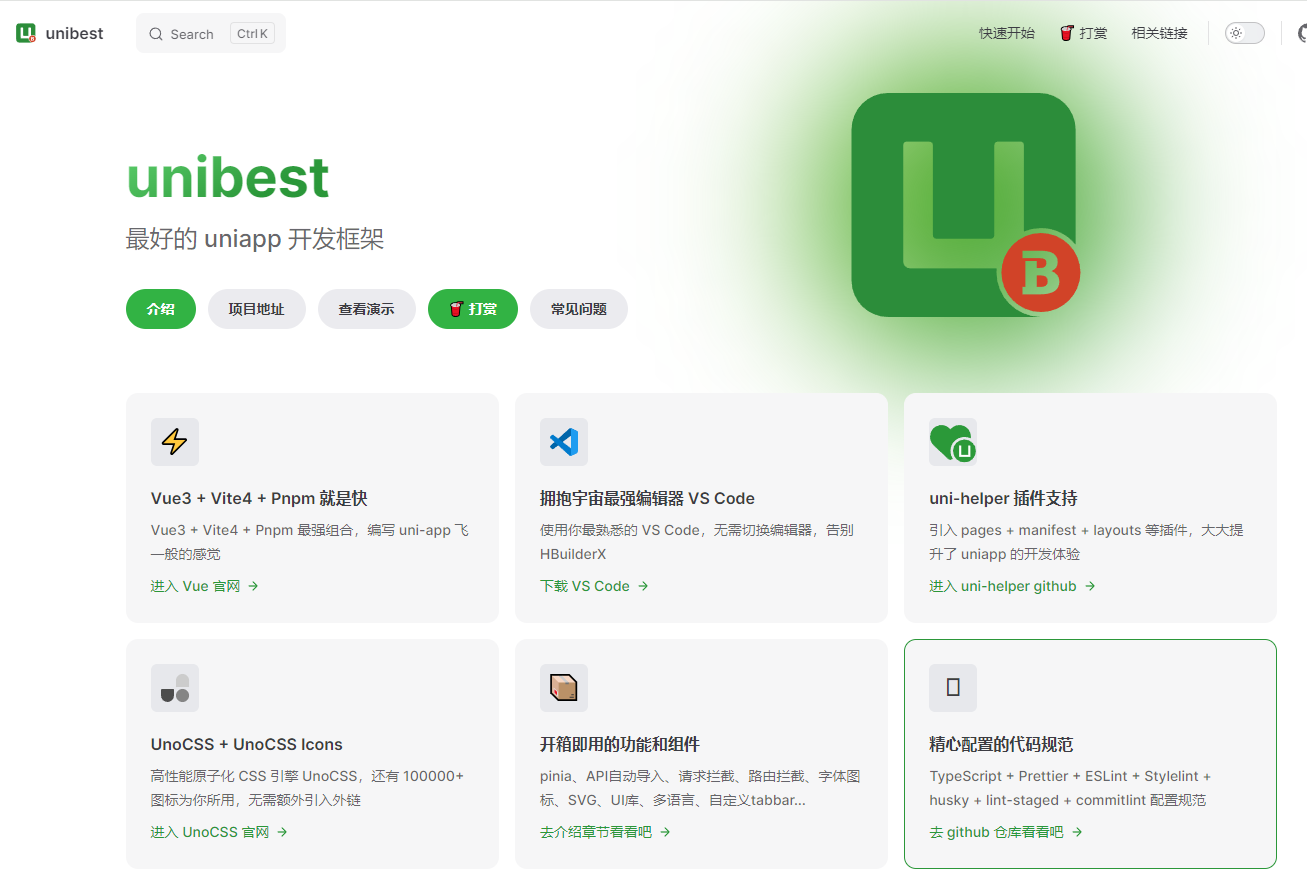 unibest
Search
Ctrl K
快速开始
打赏
相关链接
unibest
最好的 uniapp 开发框架
介绍
项目地址
查看演示
打赏
常见问题
B
Vue3 + Vite4 + Pnpm 就是快
Vue3 + Vite4 + Pnpm 最强组合，编写 uni-app 飞
一般的感觉
进入 Vue 官网 →
拥抱宇宙最强编辑器 VS Code
使用你最熟悉的 VS Code，无需切换编辑器，告别
HBuilderX
下载 VS Code →
uni-helper 插件支持
引入 pages + manifest + layouts 等插件，大大提
升了 uniapp 的开发体验
进入 uni-helper github →
UnoCSS + UnoCSS Icons
高性能原子化 CSS 引擎 UnoCSS，还有 100000+
图标为你所用，无需额外引入外链
进入 UnoCSS 官网 →
开箱即用的功能和组件
pinia、API自动导入、请求拦截、路由拦截、字体图
标、SVG、UI库、多语言、自定义tabbar...
去介绍章节看看吧 →
精心配置的代码规范
TypeScript + Prettier + ESLint + Stylelint +
husky + lint-staged + commitlint 配置规范
去 github 仓库看看吧 →